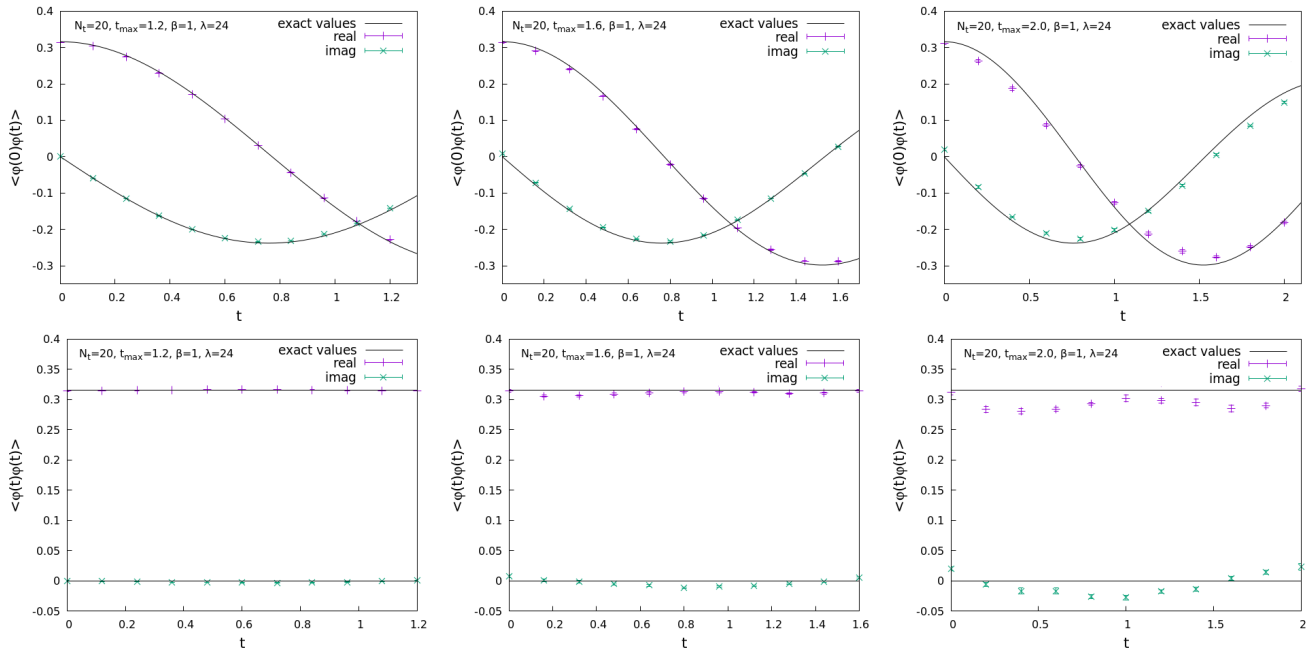 N_t=20, t_max=1.2, β=1, λ=24
exact values
real
imag
<φ(0)φ(t)>
0.4
0.3
0.2
0.1
0
-0.1
-0.2
-0.3
0 0.2 0.4 0.6 0.8 1 1.2
t
N_t=20, t_max=1.6, β=1, λ=24
exact values
real
imag
<φ(0)φ(t)>
0.4
0.3
0.2
0.1
0
-0.1
-0.2
-0.3
0 0.2 0.4 0.6 0.8 1 1.2 1.4 1.6
t
N_t=20, t_max=2.0, β=1, λ=24
exact values
real
imag
<φ(0)φ(t)>
0.4
0.3
0.2
0.1
0
-0.1
-0.2
-0.3
0 0.5 1 1.5 2
t
N_t=20, t_max=1.2, β=1, λ=24
exact values
real
imag
<φ(t)φ(t)>
0.4
0.35
0.3
0.25
0.2
0.15
0.1
0.05
0
-0.05
0 0.2 0.4 0.6 0.8 1 1.2
t
N_t=20, t_max=1.6, β=1, λ=24
exact values
real
imag
<φ(t)φ(t)>
0.4
0.35
0.3
0.25
0.2
0.15
0.1
0.05
0
-0.05
0 0.2 0.4 0.6 0.8 1 1.2 1.4 1.6
t
N_t=20, t_max=2.0, β=1, λ=24
exact values
real
imag
<φ(t)φ(t)>
0.4
0.35
0.3
0.25
0.2
0.15
0.1
0.05
0
-0.05
0 0.5 1 1.5 2
t